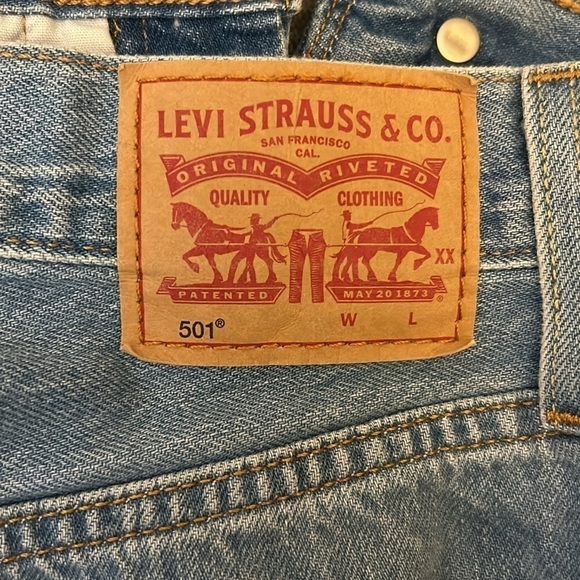 LEVI STRAUSS & CO.
SAN FRANCISCO
CAL.
ORIGINAL RIVETED
QUALITY CLOTHING
XX
PATENTED MAY 20 1873 ®
501® W L